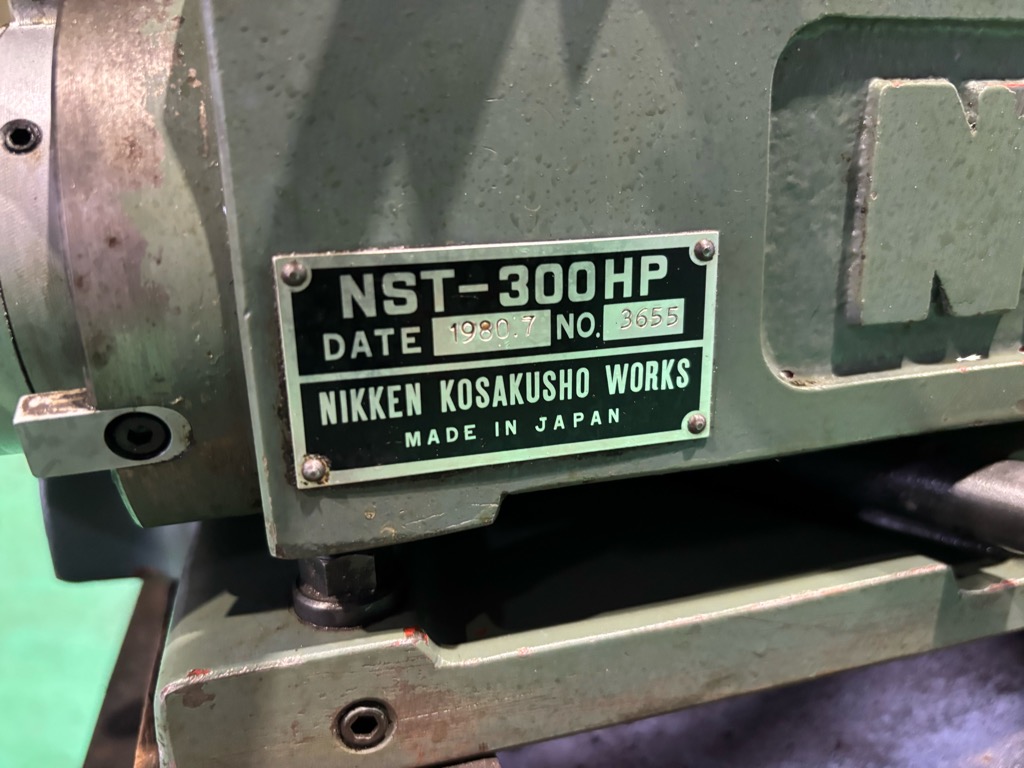 NST-300HP
DATE 1980.7 NO. 3655
NIKKEN KOSAKUSHO WORKS
MADE IN JAPAN
N